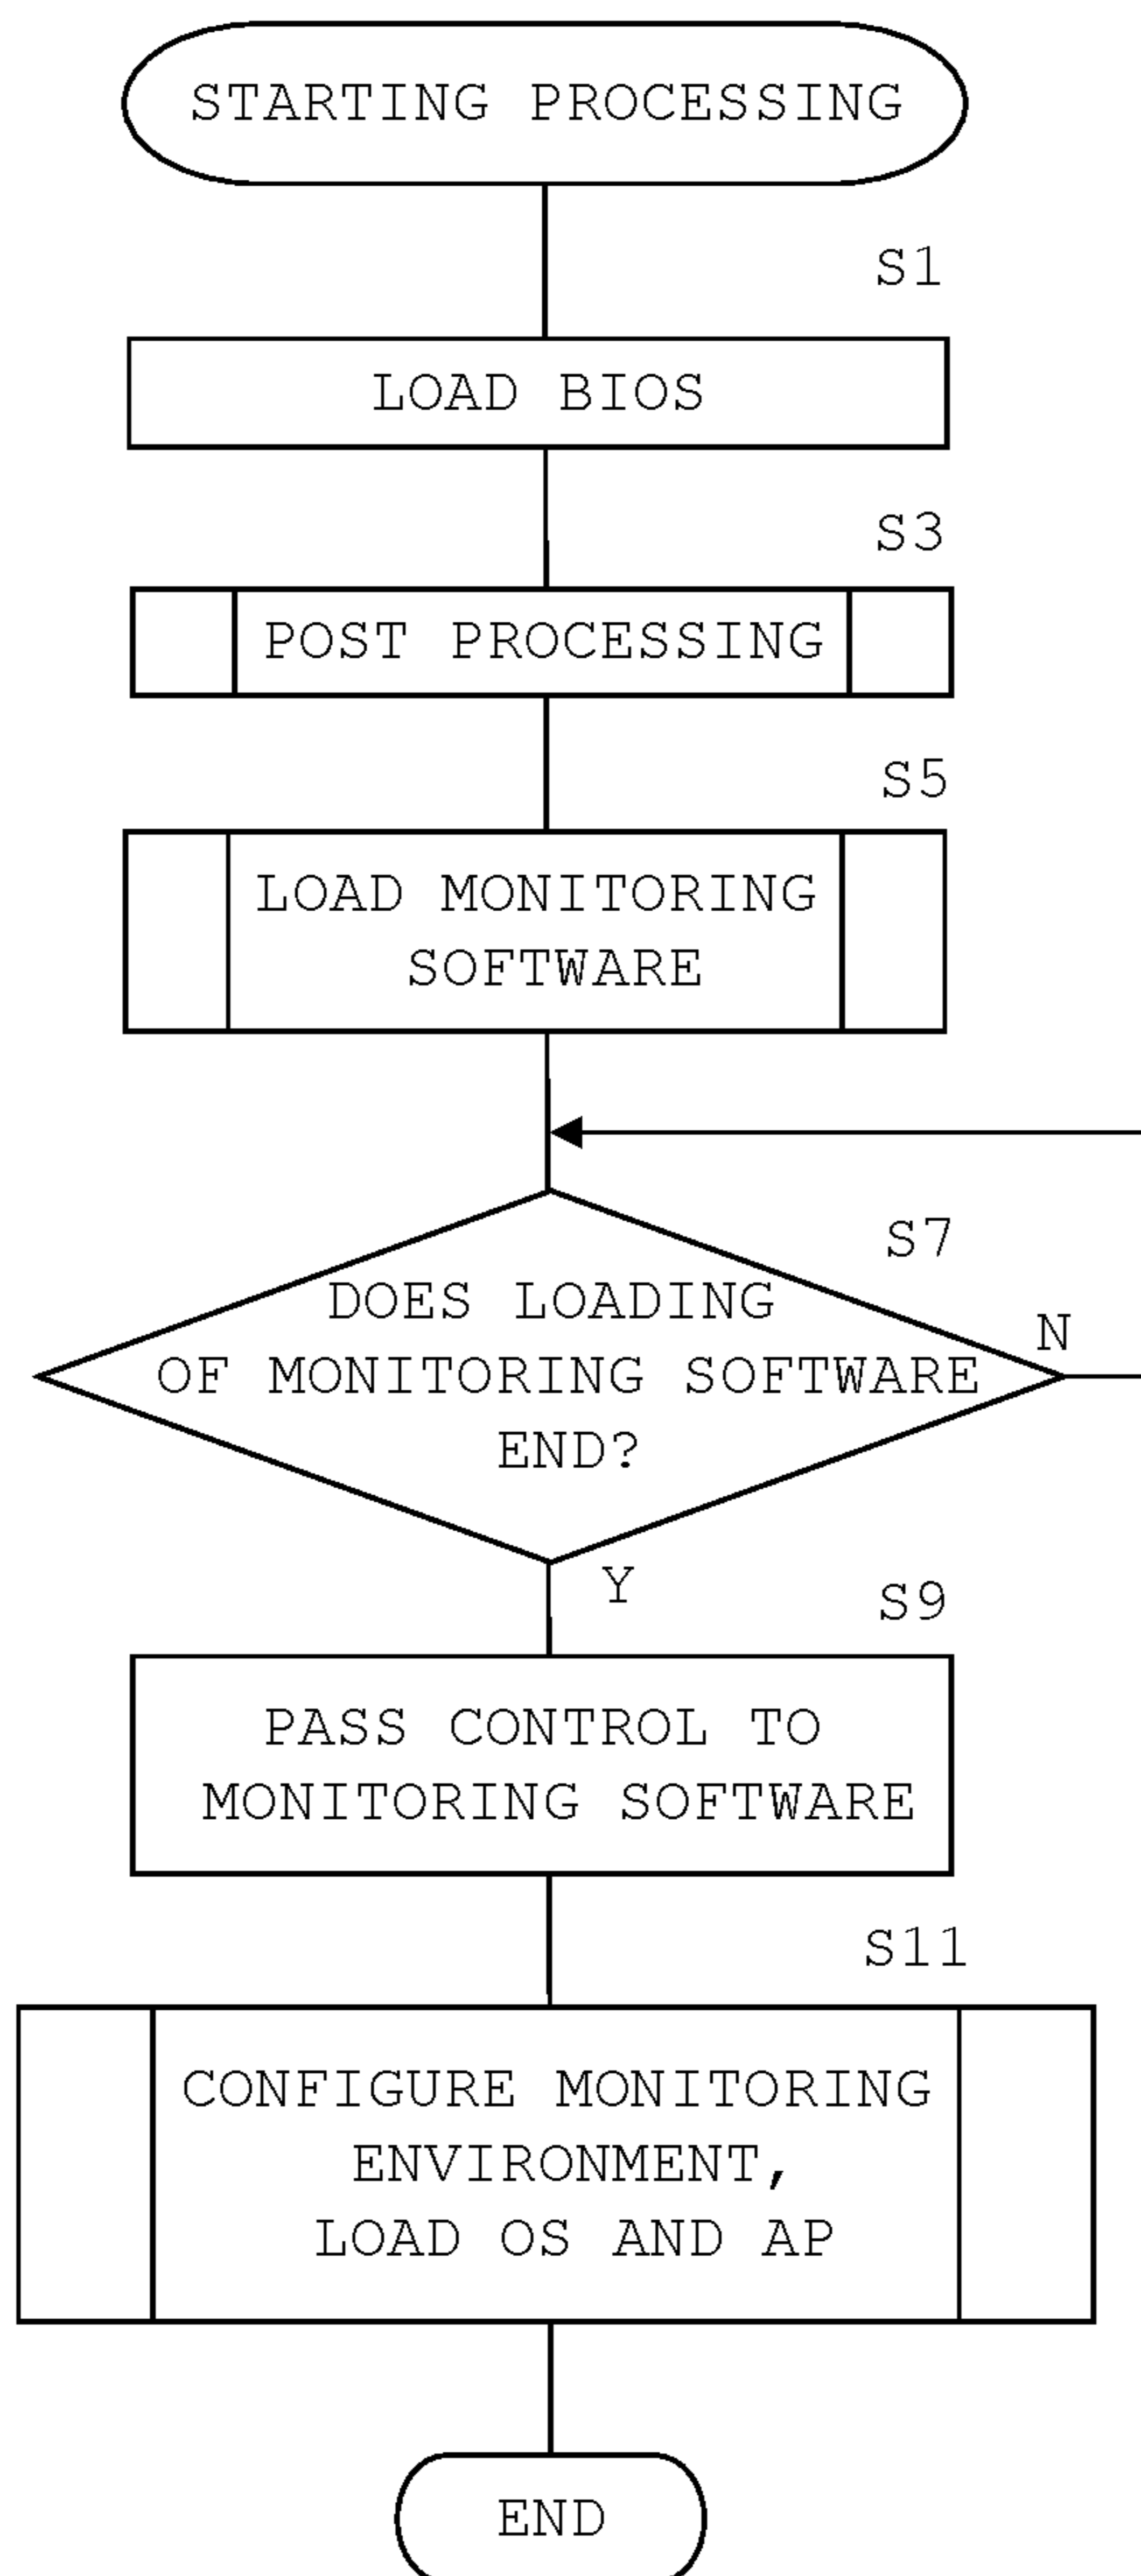 STARTING PROCESSING
S1
LOAD BIOS
S3
POST PROCESSING
S5
LOAD MONITORING
SOFTWARE
S7
DOES LOADING
OF MONITORING SOFTWARE
END?
N
Y
S9
PASS CONTROL TO
MONITORING SOFTWARE
S11
CONFIGURE MONITORING
ENVIRONMENT,
LOAD OS AND AP
END